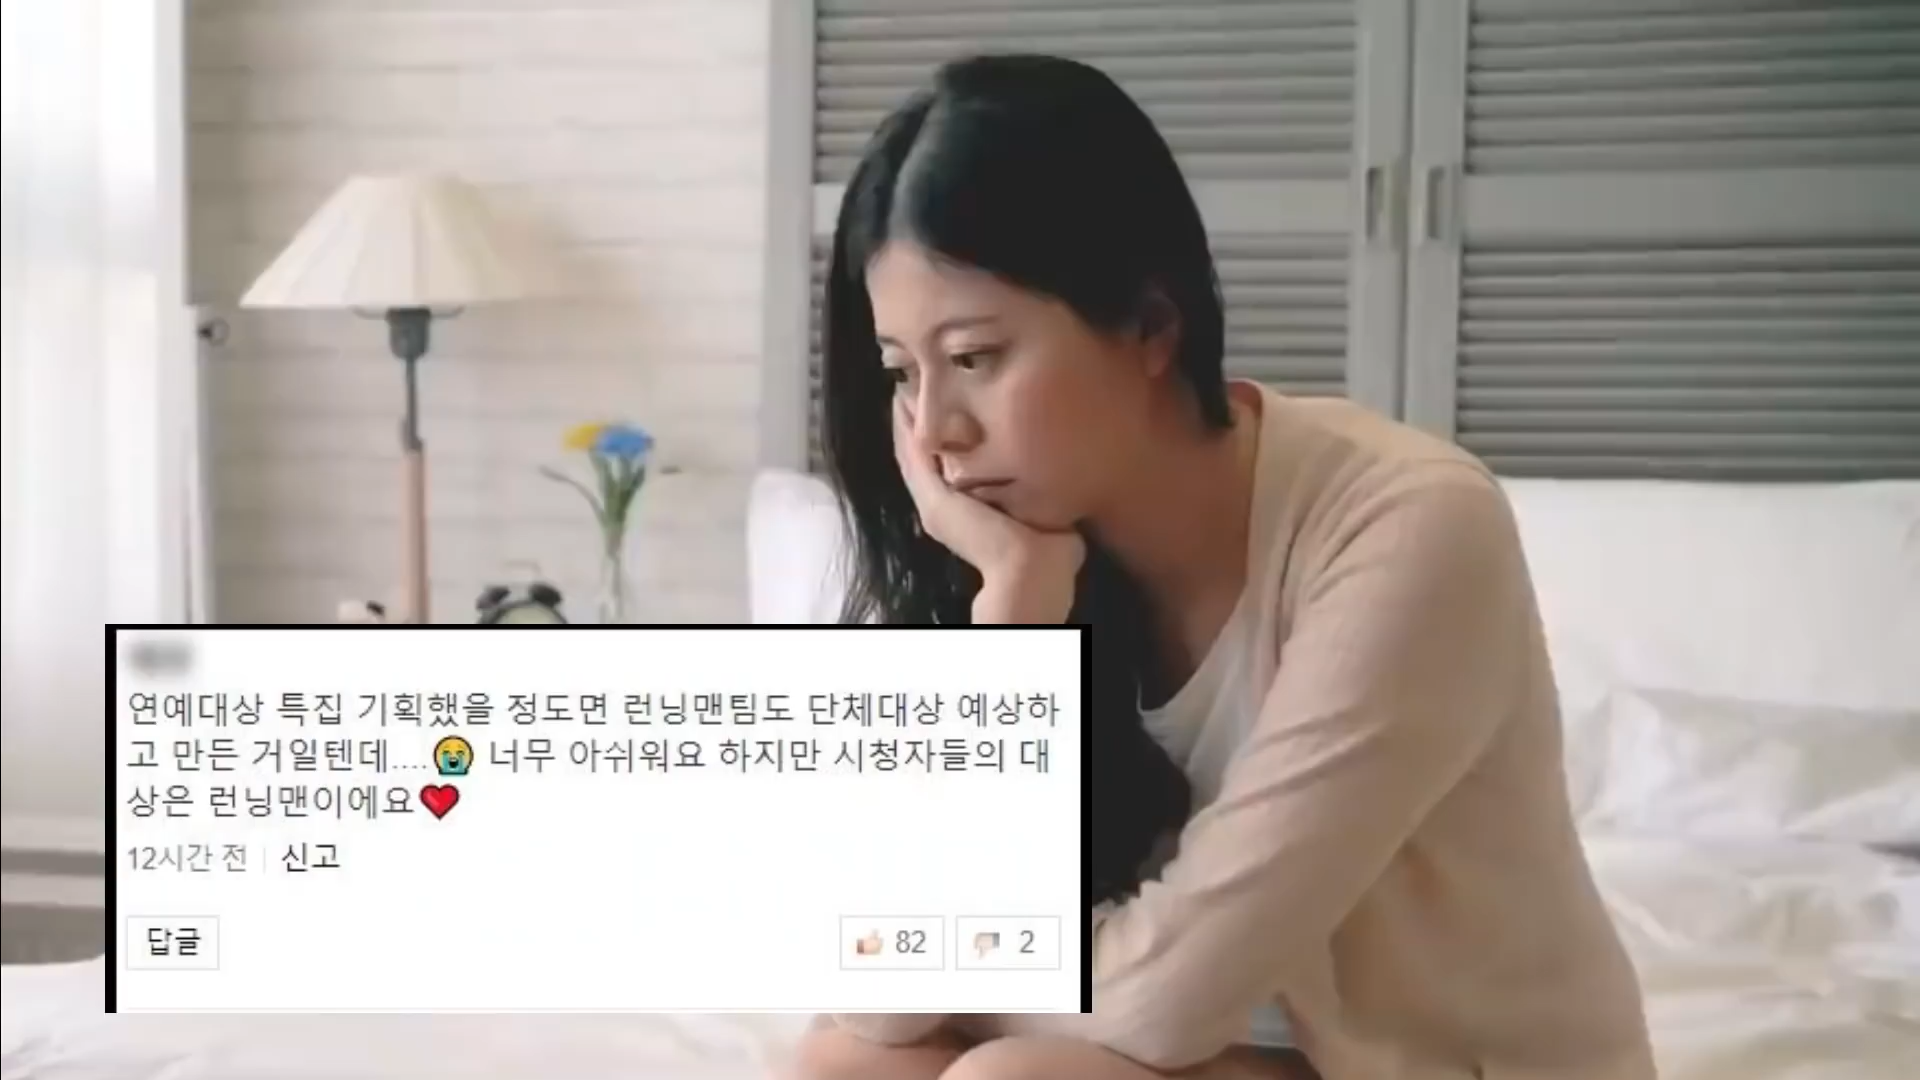 연예대상 특집 기획했을 정도면 런닝맨팀도 단체대상 예상하
고 만든 거일텐데....😭 너무 아쉬워요 하지만 시청자들의 대
상은 런닝맨이에요❤️
12시간 전 | 신고
답글 82 2